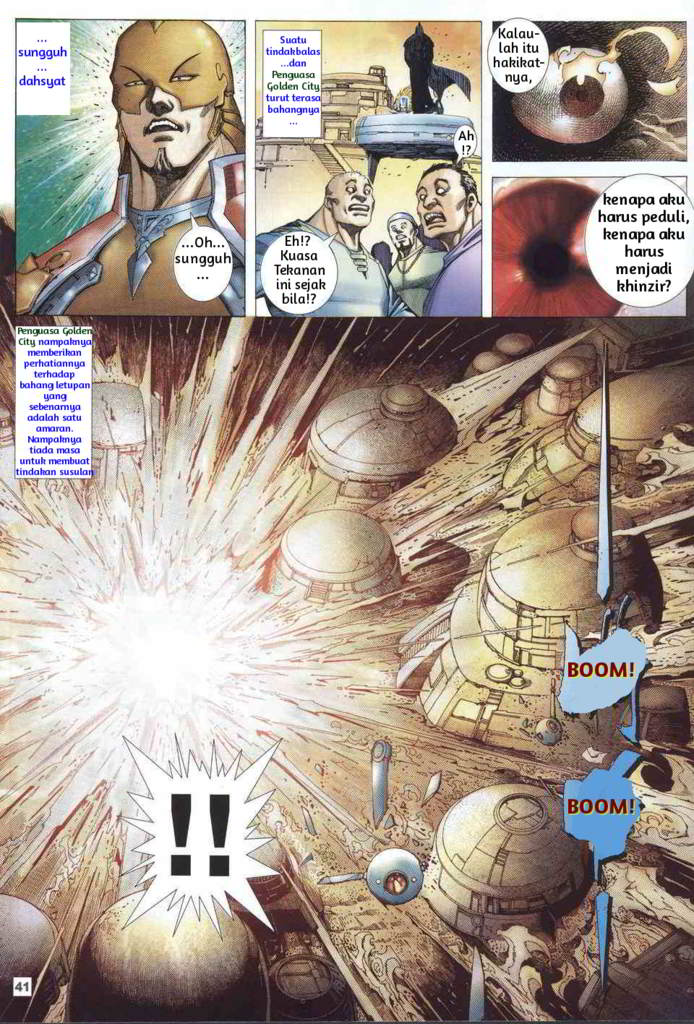 ...
sungguh
...
dahsyat
...Oh...
sungguh
...
Suatu
tindakbalas
...dan
Penguasa
Golden City
turut terasa
bahangnya
...
Ah
!?
Eh!?
Kuasa
Tekanan
ini sejak
bila!?
Kalau-
lah itu
hakikat-
nya,
kenapa aku
harus peduli,
kenapa aku
harus
menjadi
khinzir?
Penguasa Golden
City nampaknya
memberikan
perhatiannya
terhadap
bahang letupan
yang
sebenarnya
adalah satu
amaran.
Nampaknya
tiada masa
untuk membuat
tindakan susulan
BOOM!
BOOM!
!!
41